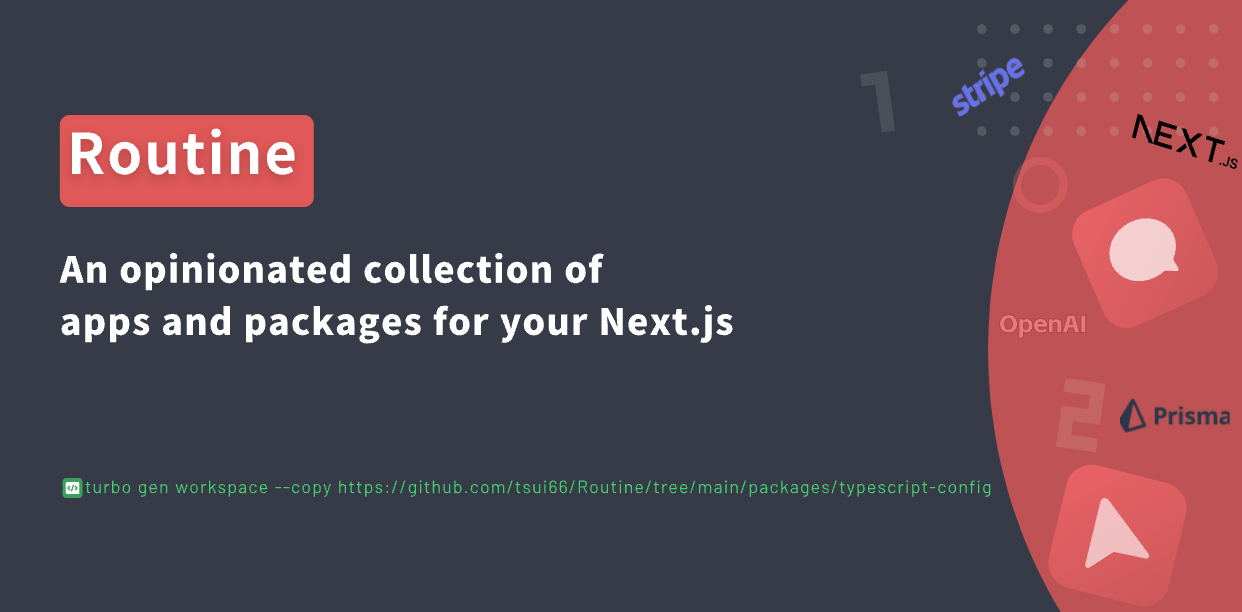 1
stripe
NEXT.JS
Routine
An opinionated collection of
apps and packages for your Next.js
OpenAI
2
Prisma
turbo gen workspace --copy https://github.com/tsui66/Routine/tree/main/packages/typescript-config